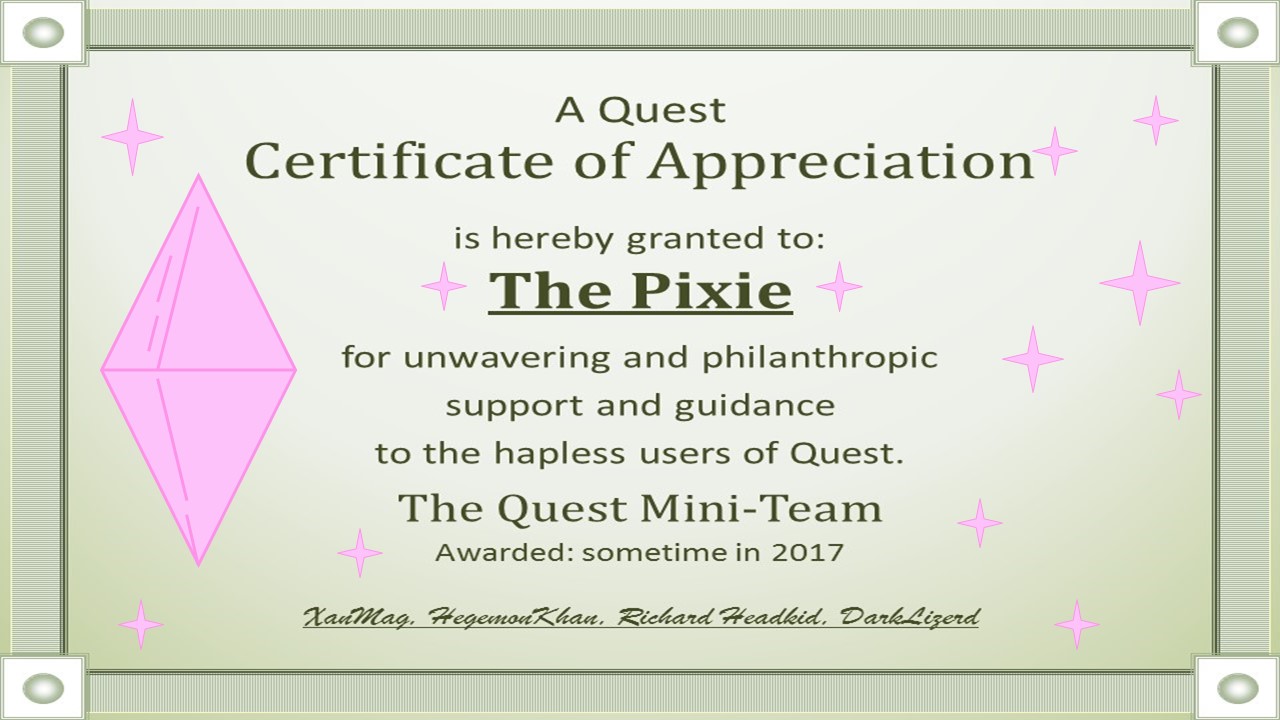 A Quest
Certificate of Appreciation
is hereby granted to:
The Pixie
for unwavering and philanthropic
support and guidance
to the hapless users of Quest.
The Quest Mini-Team
Awarded: sometime in 2017
XanMag, HegemonKhan, Richard Headkid, DarkLizerd